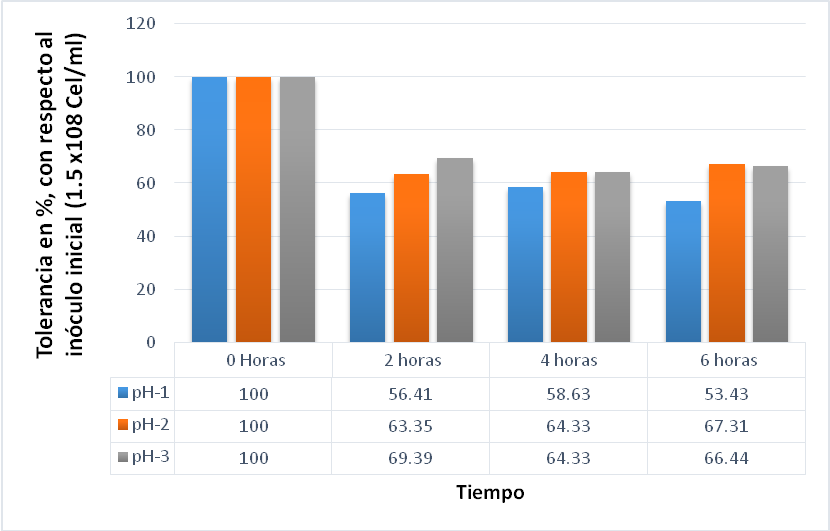 Tolerancia en %, con respecto al
inóculo inicial (1.5 x108 Cel/ml)
120
100
80
60
40
20
0
0 Horas 2 horas 4 horas 6 horas
pH-1 100 56.41 58.63 53.43
pH-2 100 63.35 64.33 67.31
pH-3 100 69.39 64.33 66.44
Tiempo